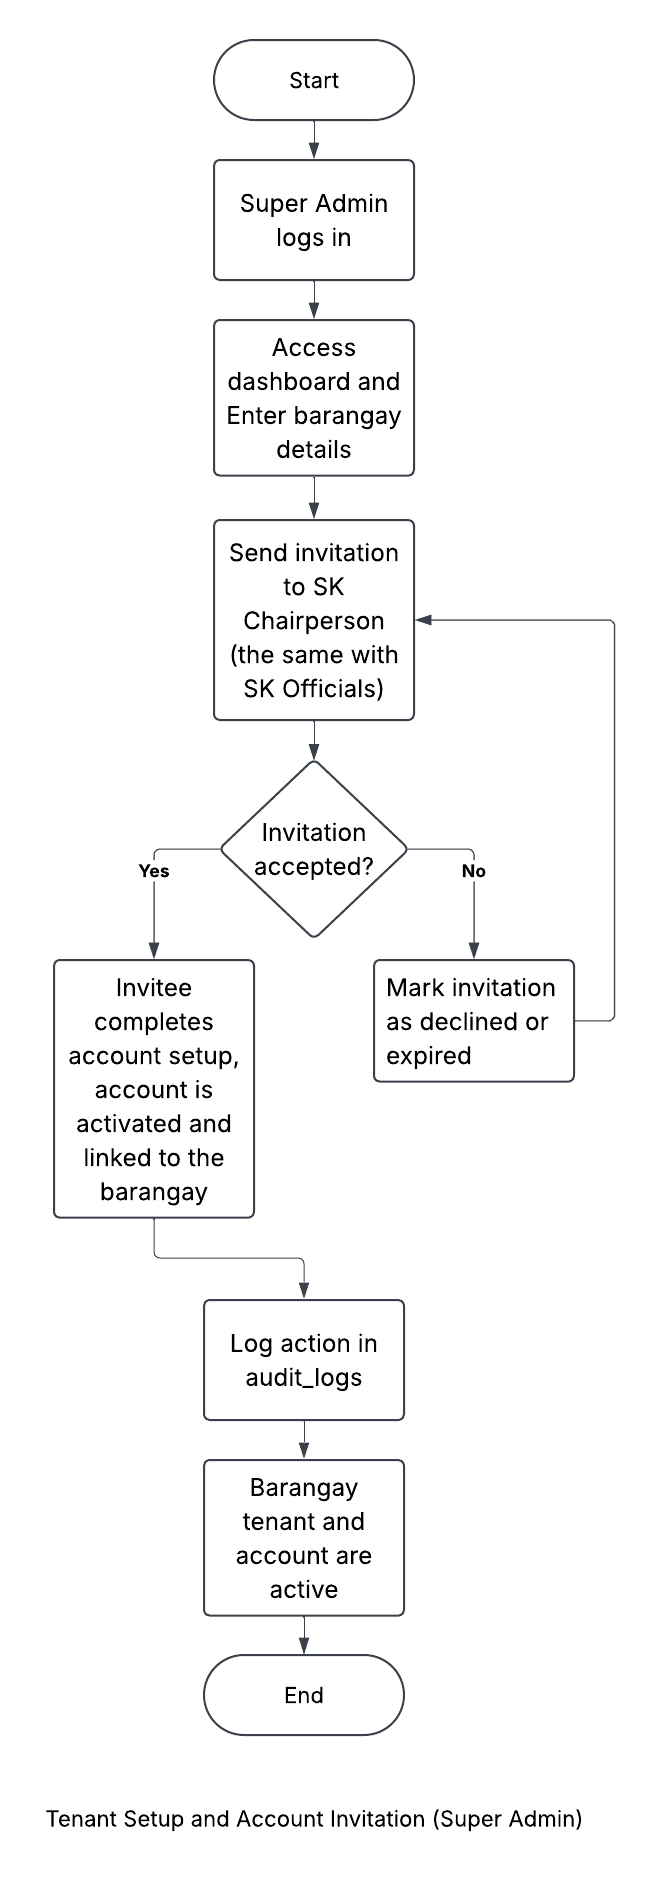 Start
Super Admin
logs in
Access
dashboard and
Enter barangay
details
Send invitation
to SK
Chairperson
(the same with
SK Officials)
Invitation
accepted?
Yes
No
Invitee
completes
account setup,
account is
activated and
linked to the
barangay
Mark invitation
as declined or
expired
Log action in
audit_logs
Barangay
tenant and
account are
active
End
Tenant Setup and Account Invitation (Super Admin)